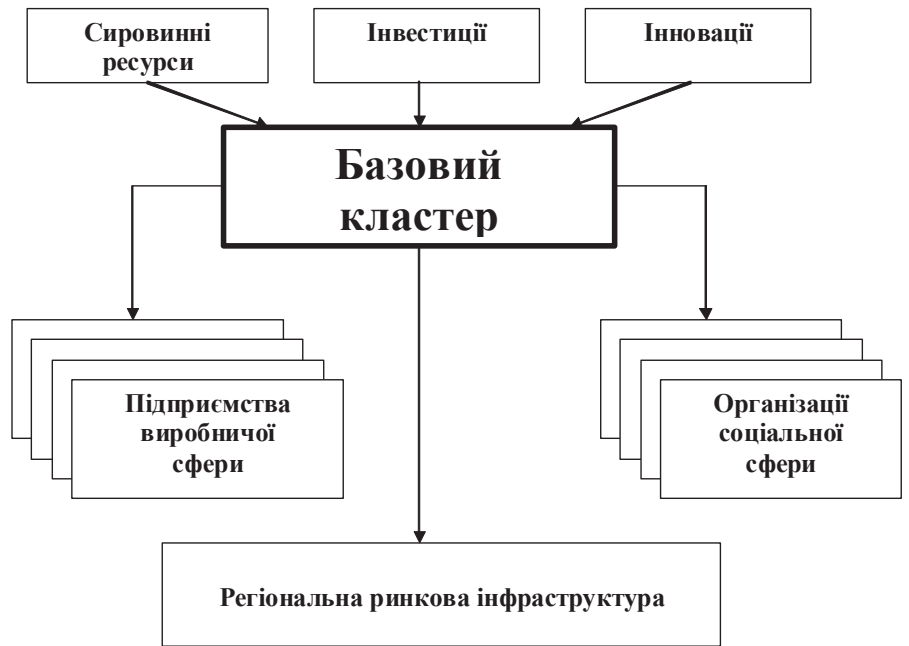 Сировинні
ресурси
Інвестиції
Інновації
Базовий
кластер
Підприємства
виробничої
сфери
Організації
соціальної
сфери
Регіональна ринкова інфраструктура